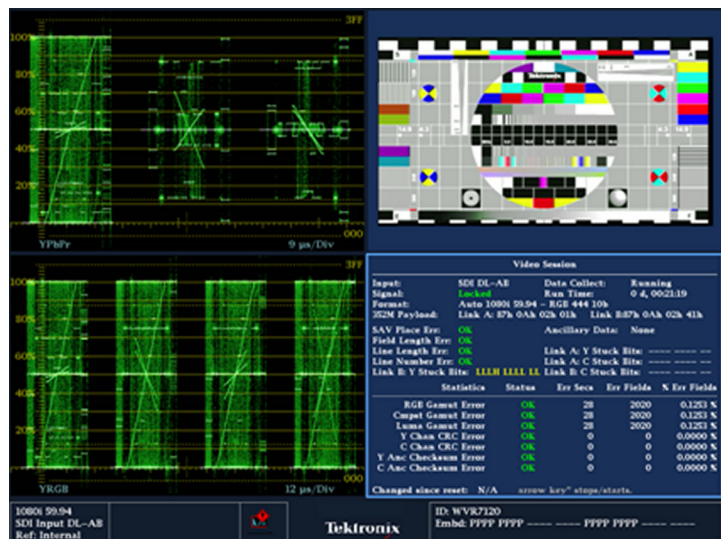 3FF
100%
80%
60%
40%
20%
000
YPbPr
9 µs/Div
Tektronix
3FF
100%
80%
60%
40%
20%
000
YRGB
12 µs/Div
Video Session
Input: SDI DL-AB Data Collect: Running
Signal: Locked Run Time: 0 d, 00:21:19
Format: Auto 1080i 59.94 - RGB 444 10b
352M Payload: Link A: 87h 0Ah 02h 01h Link B:87h 0Ah 02h 41h
SAV Place Err: OK Ancillary Data: None
Field Length Err: OK
Line Length Err: OK Link A: Y Stuck Bits: ---- ---- --
Line Number Err: OK Link A: C Stuck Bits: ---- ---- --
Link B: Y Stuck Bits: LLLH LLLL LL Link B: C Stuck Bits: ---- ---- --
Statistics Status Err Secs Err Fields % Err Fields
RGB Gamut Error OK 28 2020 0.1253 %
Cmpst Gamut Error OK 28 2020 0.1253 %
Luma Gamut Error OK 28 2020 0.1253 %
Y Chan CRC Error OK 0 0 0.0000 %
C Chan CRC Error OK 0 0 0.0000 %
Y Anc Checksum Error OK 0 0 0.0000 %
C Anc Checksum Error OK 0 0 0.0000 %
Changed since reset: N/A arrow key" stops/starts.
1080i 59.94
SDI Input DL-AB
Ref: Internal
Tektronix
ID: WVR7120
Embd: PPPP PPPP ---- ---- PPPP PPPP ---- ----